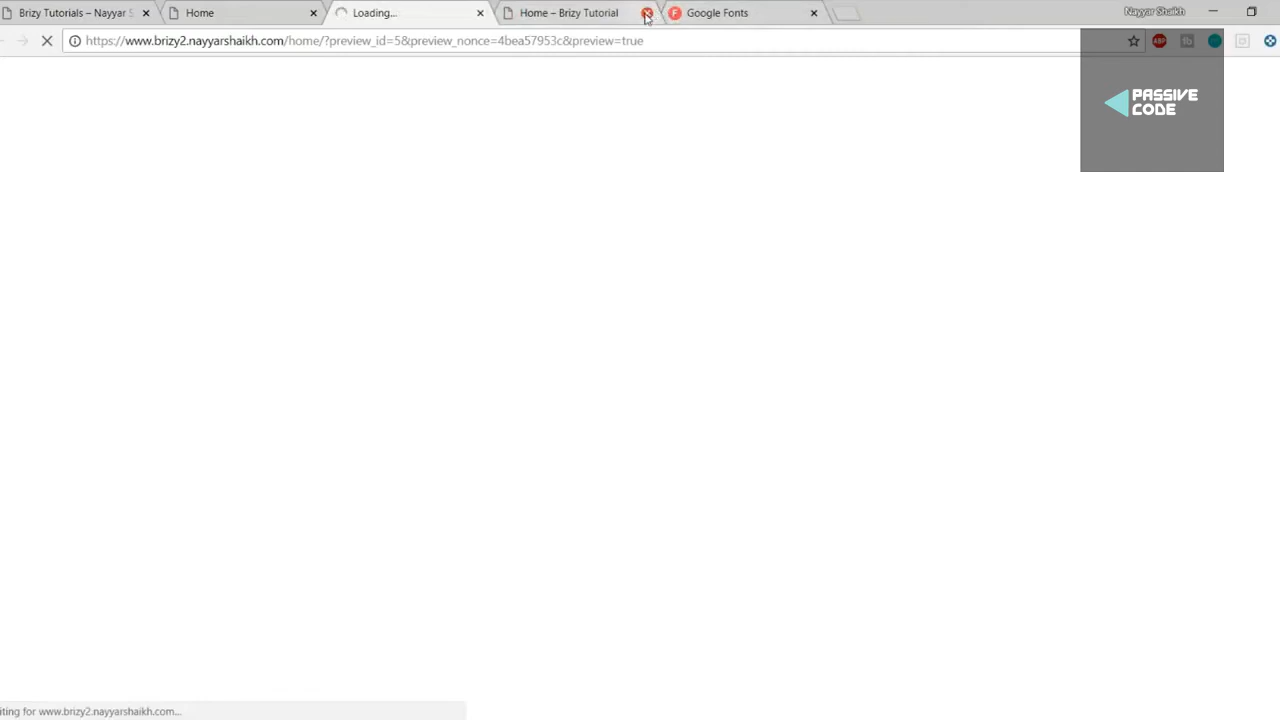 Brizy Tutorials – Nayyar S
Home
Loading...
Home – Brizy Tutorial
Google Fonts
Nayyar Shaikh
https://www.brizy2.nayyarshaikh.com/home/?preview_id=5&preview_nonce=4bea57953c&preview=true
ABP
PASSIVE
CODE
iting for www.brizy2.nayyarshaikh.com...